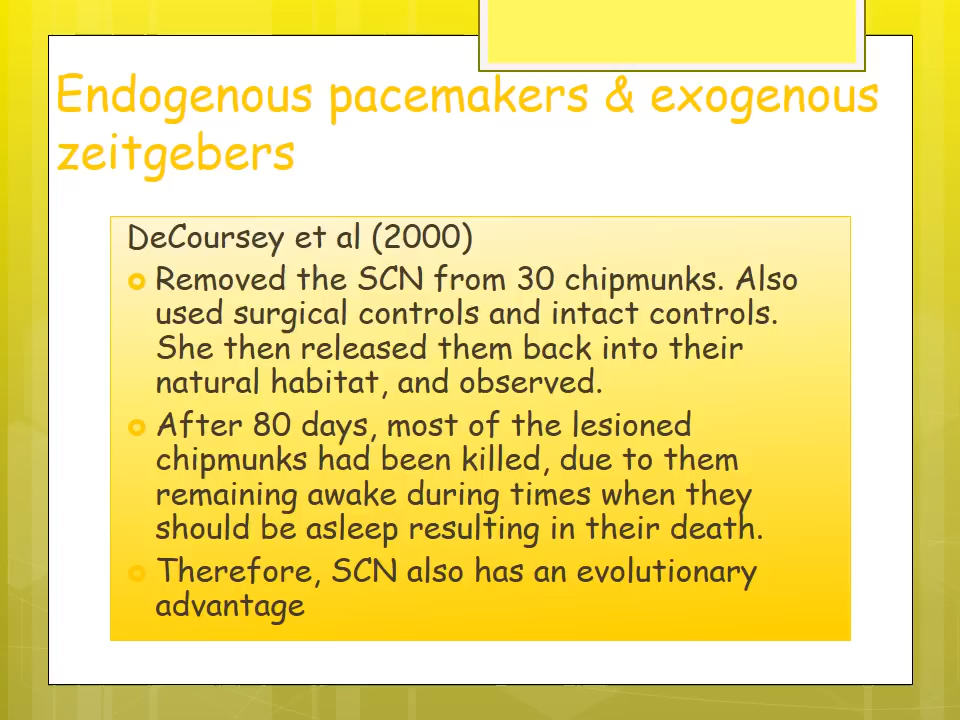 Endogenous pacemakers & exogenous
zeitgebers
DeCoursey et al (2000)
Removed the SCN from 30 chipmunks. Also
used surgical controls and intact controls.
She then released them back into their
natural habitat, and observed.
After 80 days, most of the lesioned
chipmunks had been killed, due to them
remaining awake during times when they
should be asleep resulting in their death.
Therefore, SCN also has an evolutionary
advantage